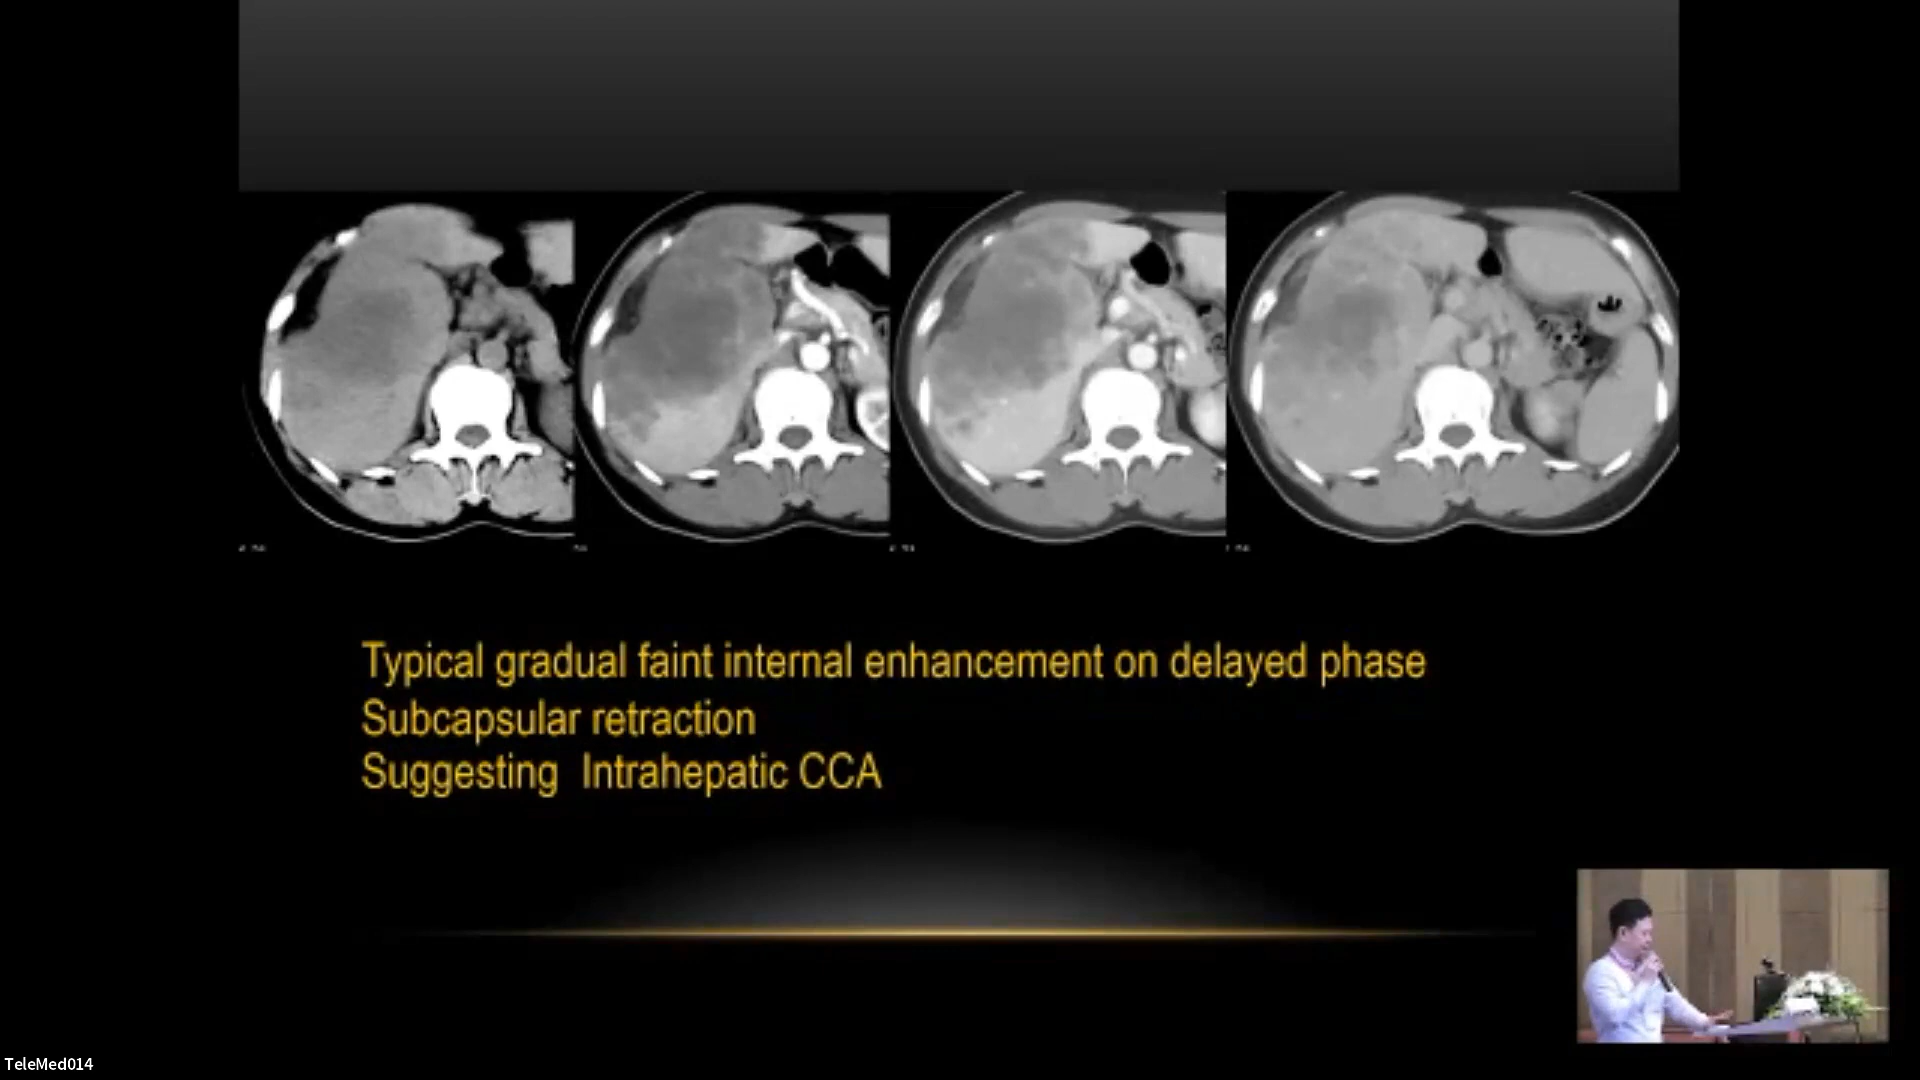 Typical gradual faint internal enhancement on delayed phase
Subcapsular retraction
Suggesting Intrahepatic CCA
TeleMed014